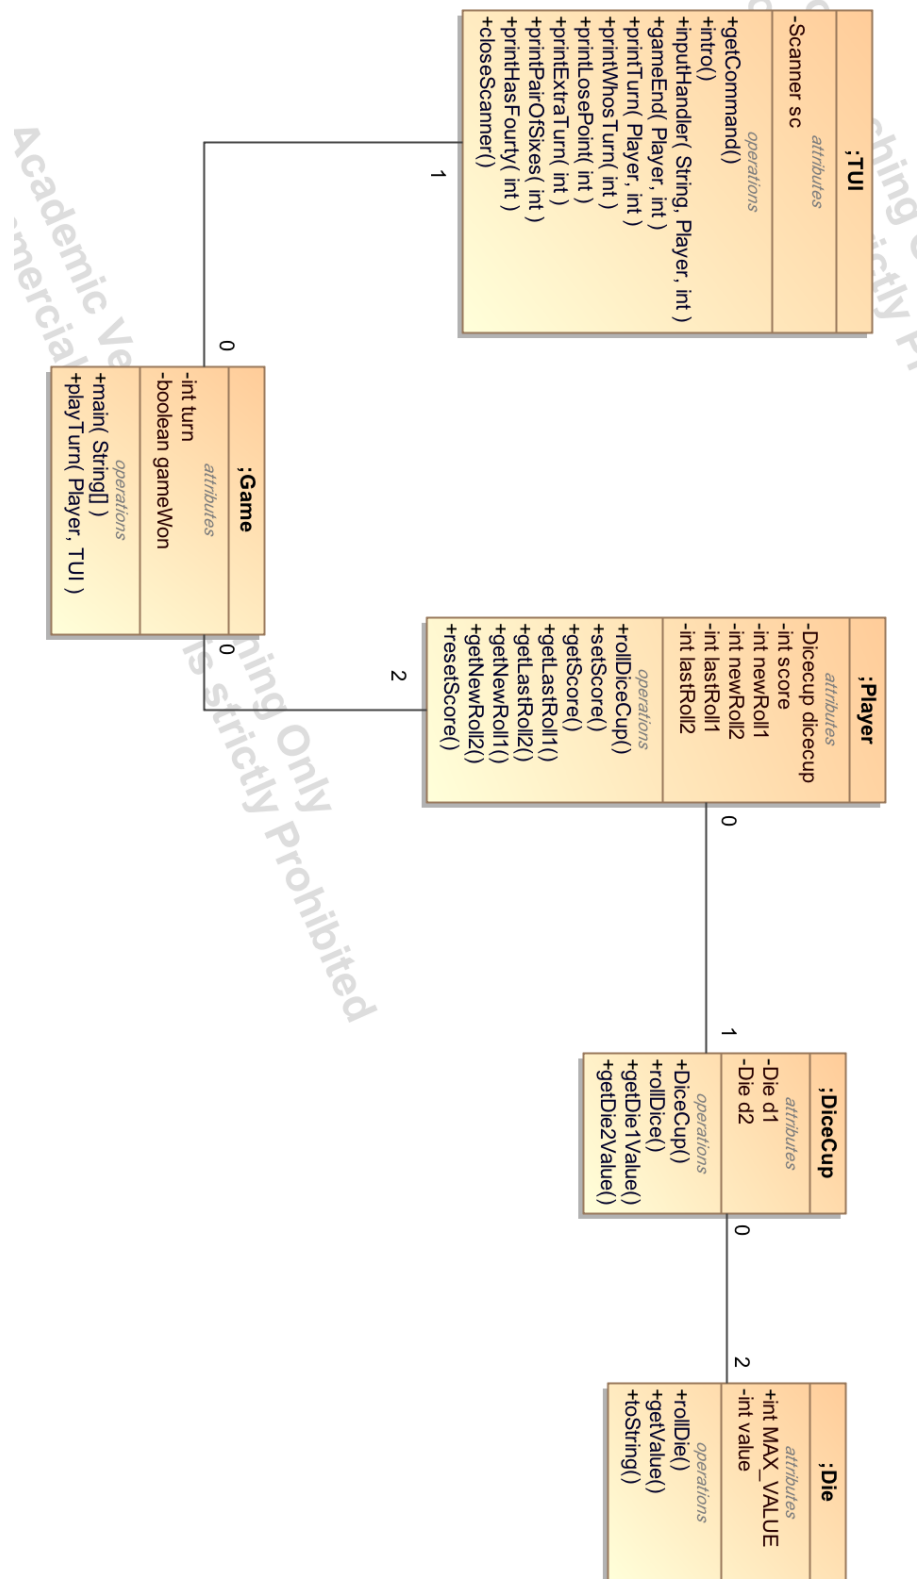 ;TUI
attributes
-Scanner sc
operations
+getCommand()
+intro()
+inputHandler( String, Player, int )
+gameEnd( Player, int )
+printTurn( Player, int )
+printWhosTurn( int )
+printLosePoint( int )
+printExtraTurn( int )
+printPairOfSixes( int )
+printHasFourty( int )
+closeScanner()
1
0
;Game
attributes
-int turn
-boolean gameWon
operations
+main( String[] )
+playTurn( Player, TUI )
0
2
;Player
attributes
-Dicecup dicecup
-int score
-int newRoll1
-int newRoll2
-int lastRoll1
-int lastRoll2
operations
+rollDiceCup()
+setScore()
+getScore()
+getLastRoll1()
+getLastRoll2()
+getNewRoll1()
+getNewRoll2()
+resetScore()
0
1
;DiceCup
attributes
-Die d1
-Die d2
operations
+DiceCup()
+rollDice()
+getDie1Value()
+getDie2Value()
0
2
;Die
attributes
+int MAX_VALUE
-int value
operations
+rollDie()
+getValue()
+toString()
Academic Ve
mercial
hing Only
is strictly Prohibited
ching
ictly Pr